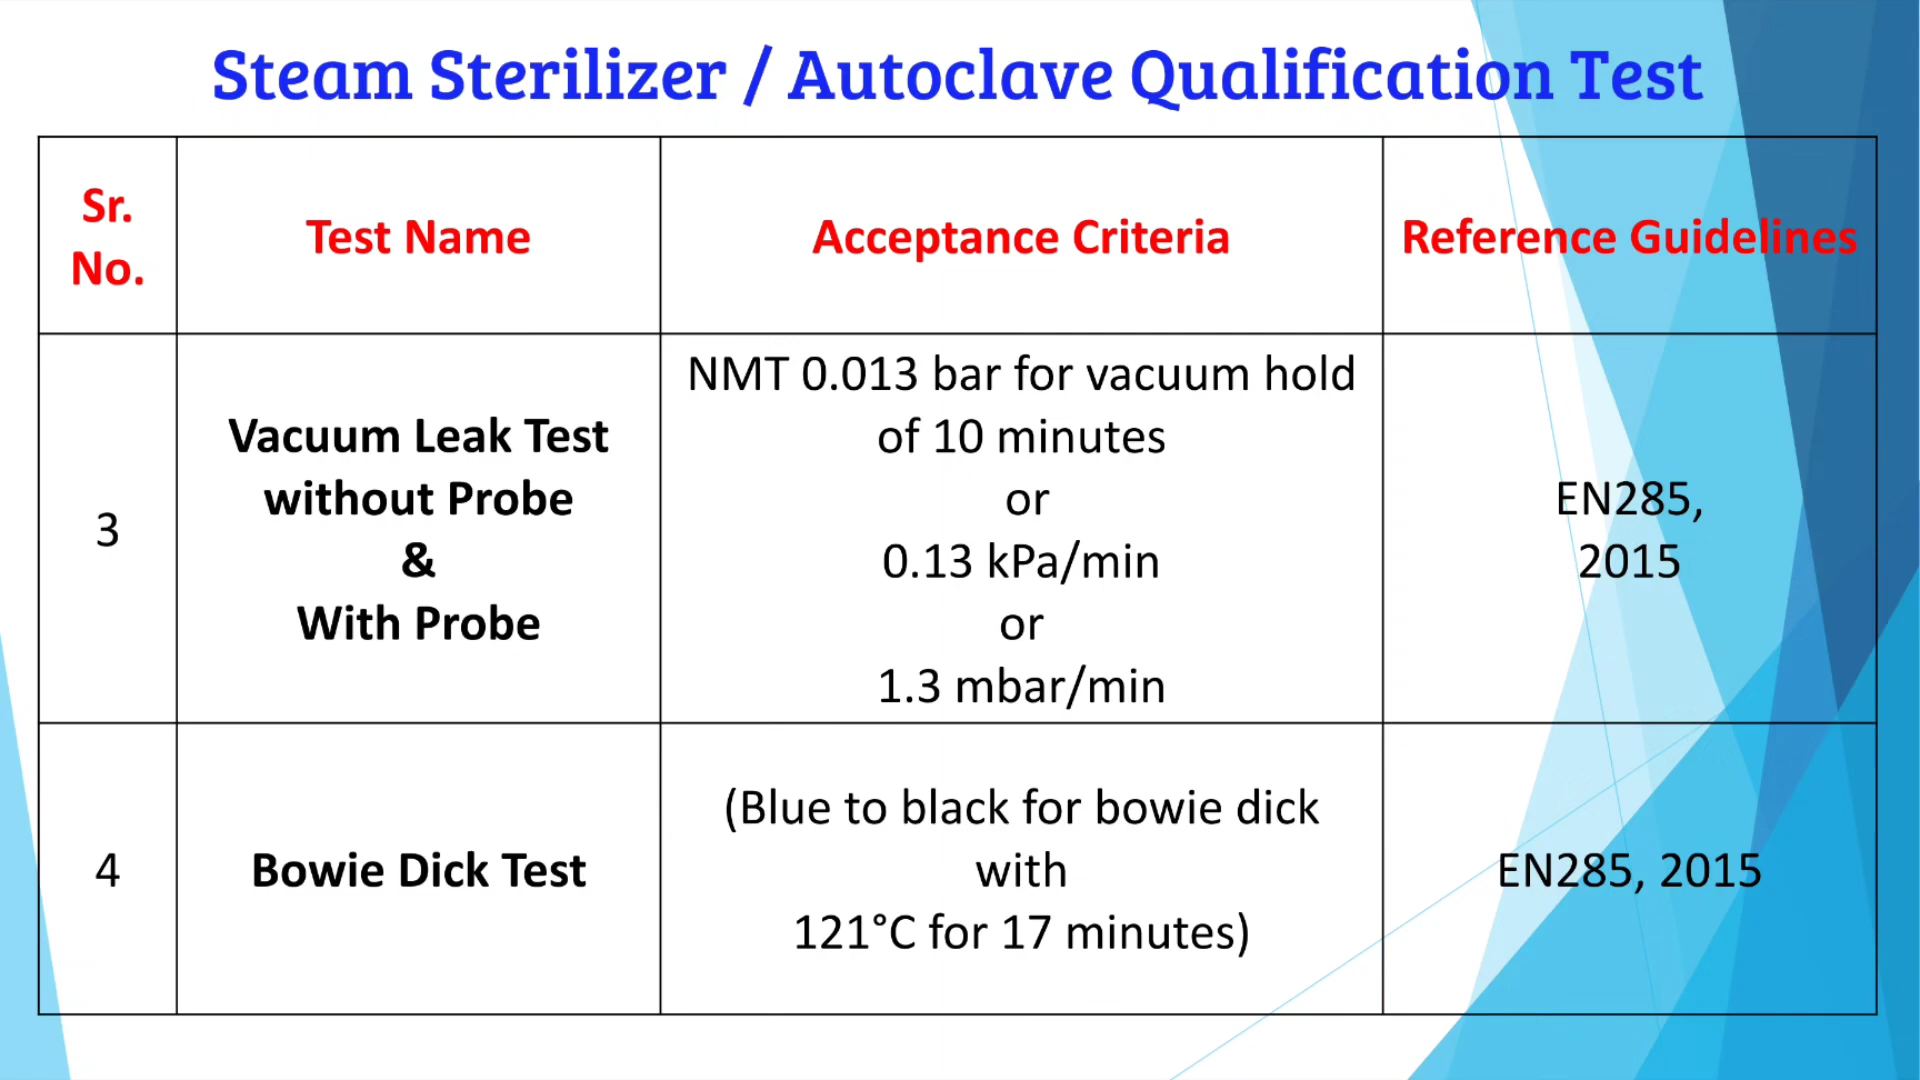 Steam Sterilizer / Autoclave Qualification Test
Sr.
No.
Test Name
Acceptance Criteria
Reference Guidelines
3
Vacuum Leak Test
without Probe
&
With Probe
NMT 0.013 bar for vacuum hold
of 10 minutes
or
0.13 kPa/min
or
1.3 mbar/min
EN285,
2015
4
Bowie Dick Test
(Blue to black for bowie dick
with
121°C for 17 minutes)
EN285, 2015